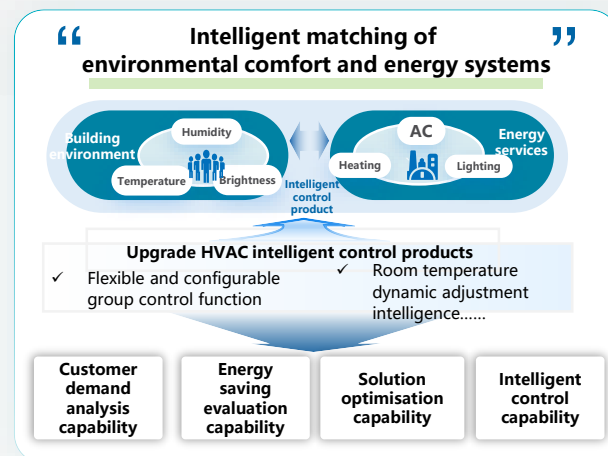 “ Intelligent matching of ”
environmental comfort and energy systems
Building
environment
Humidity
Temperature
Brightness
Intelligent
control
product
AC
Heating
Lighting
Energy
services
Upgrade HVAC intelligent control products
✓ Flexible and configurable
group control function
✓ Room temperature
dynamic adjustment
intelligence......
Customer
demand
analysis
capability
Energy
saving
evaluation
capability
Solution
optimisation
capability
Intelligent
control
capability